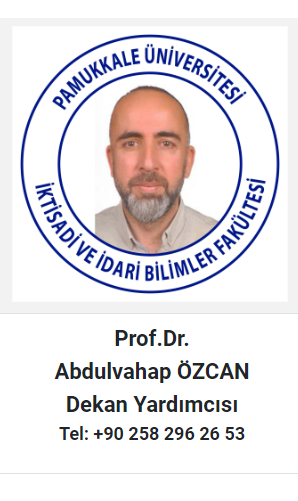 PAMUKKALE ÜNİVERSİTESİ
İKTİSADİ VE İDARİ BİLİMLER FAKÜLTESİ
Prof.Dr.
Abdulvahap ÖZCAN
Dekan Yardımcısı
Tel: +90 258 296 26 53